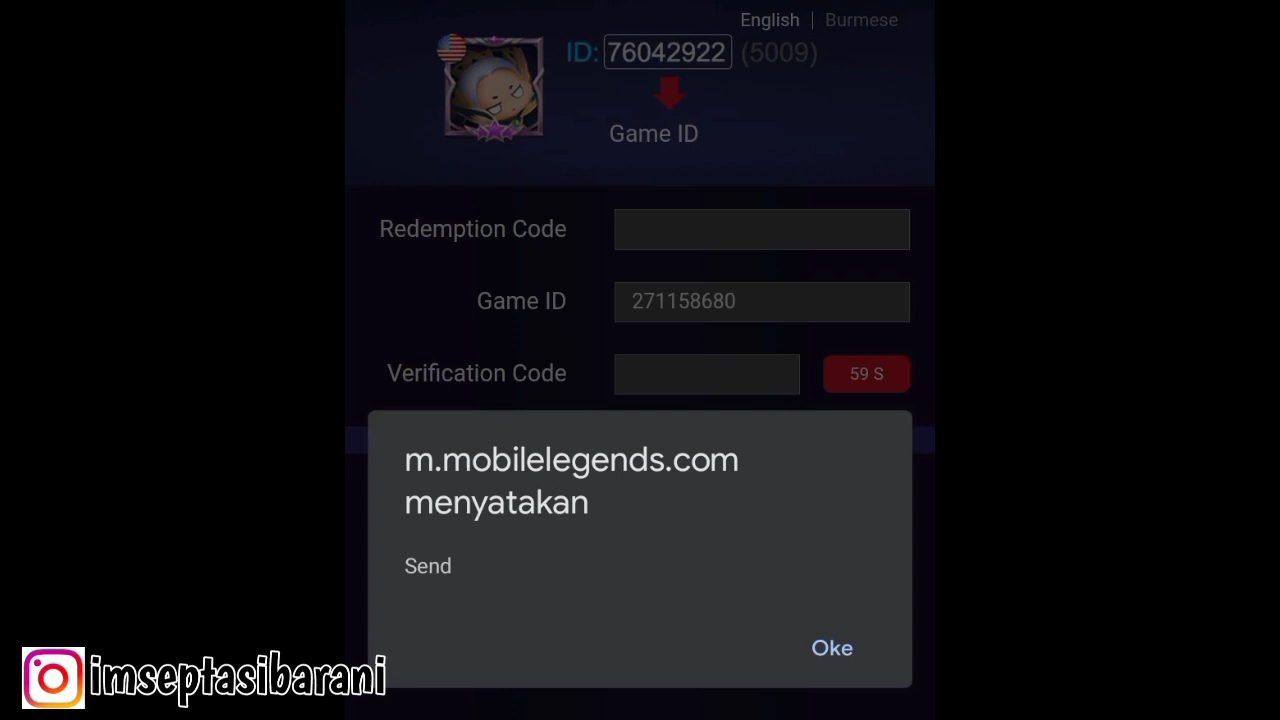 English | Burmese
ID: 76042922 (5009)
Game ID
Redemption Code
Game ID 271158680
Verification Code 59 S
m.mobilelegends.com
menyatakan
Send
Oke
imseptasibarani